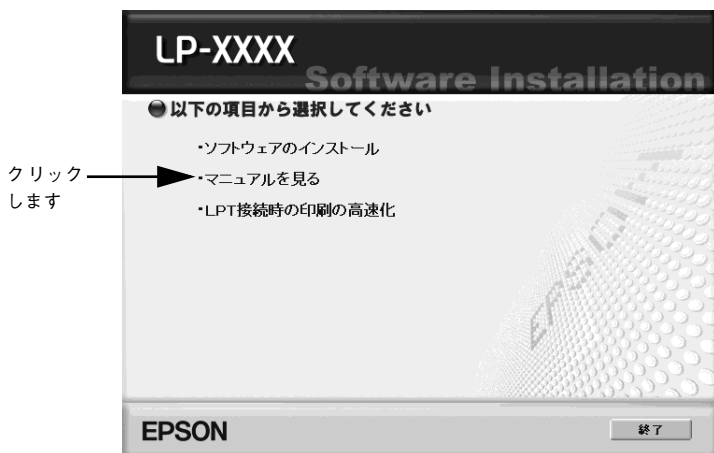 LP-XXXX
Software Installation
以下の項目から選択してください
・ソフトウェアのインストール
クリック
します
・マニュアルを見る
・LPT接続時の印刷の高速化
EPSON
EPSON
終了